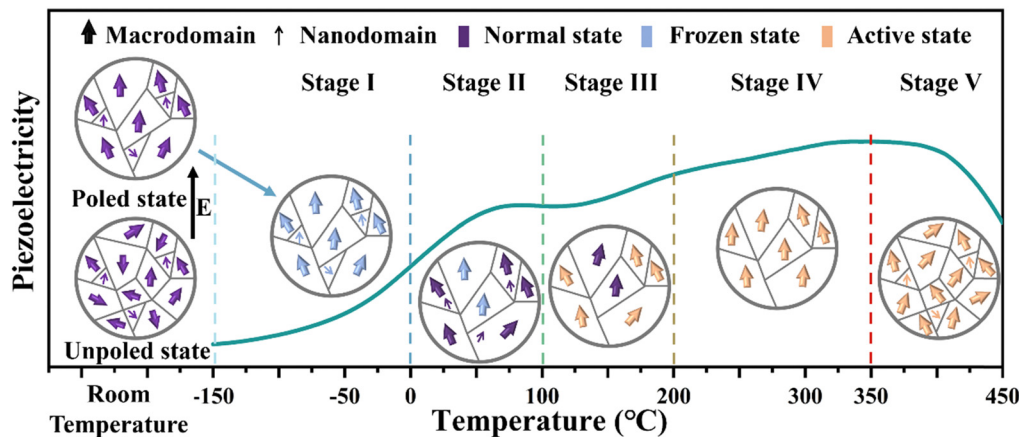 Macrodomain Nanodomain Normal state Frozen state Active state
Stage I Stage II Stage III Stage IV Stage V
Piezoelectricity
Poled state
E
Unpoled state
Room Temperature
-150 -50 0 100 200 300 350 450
Temperature (°C)